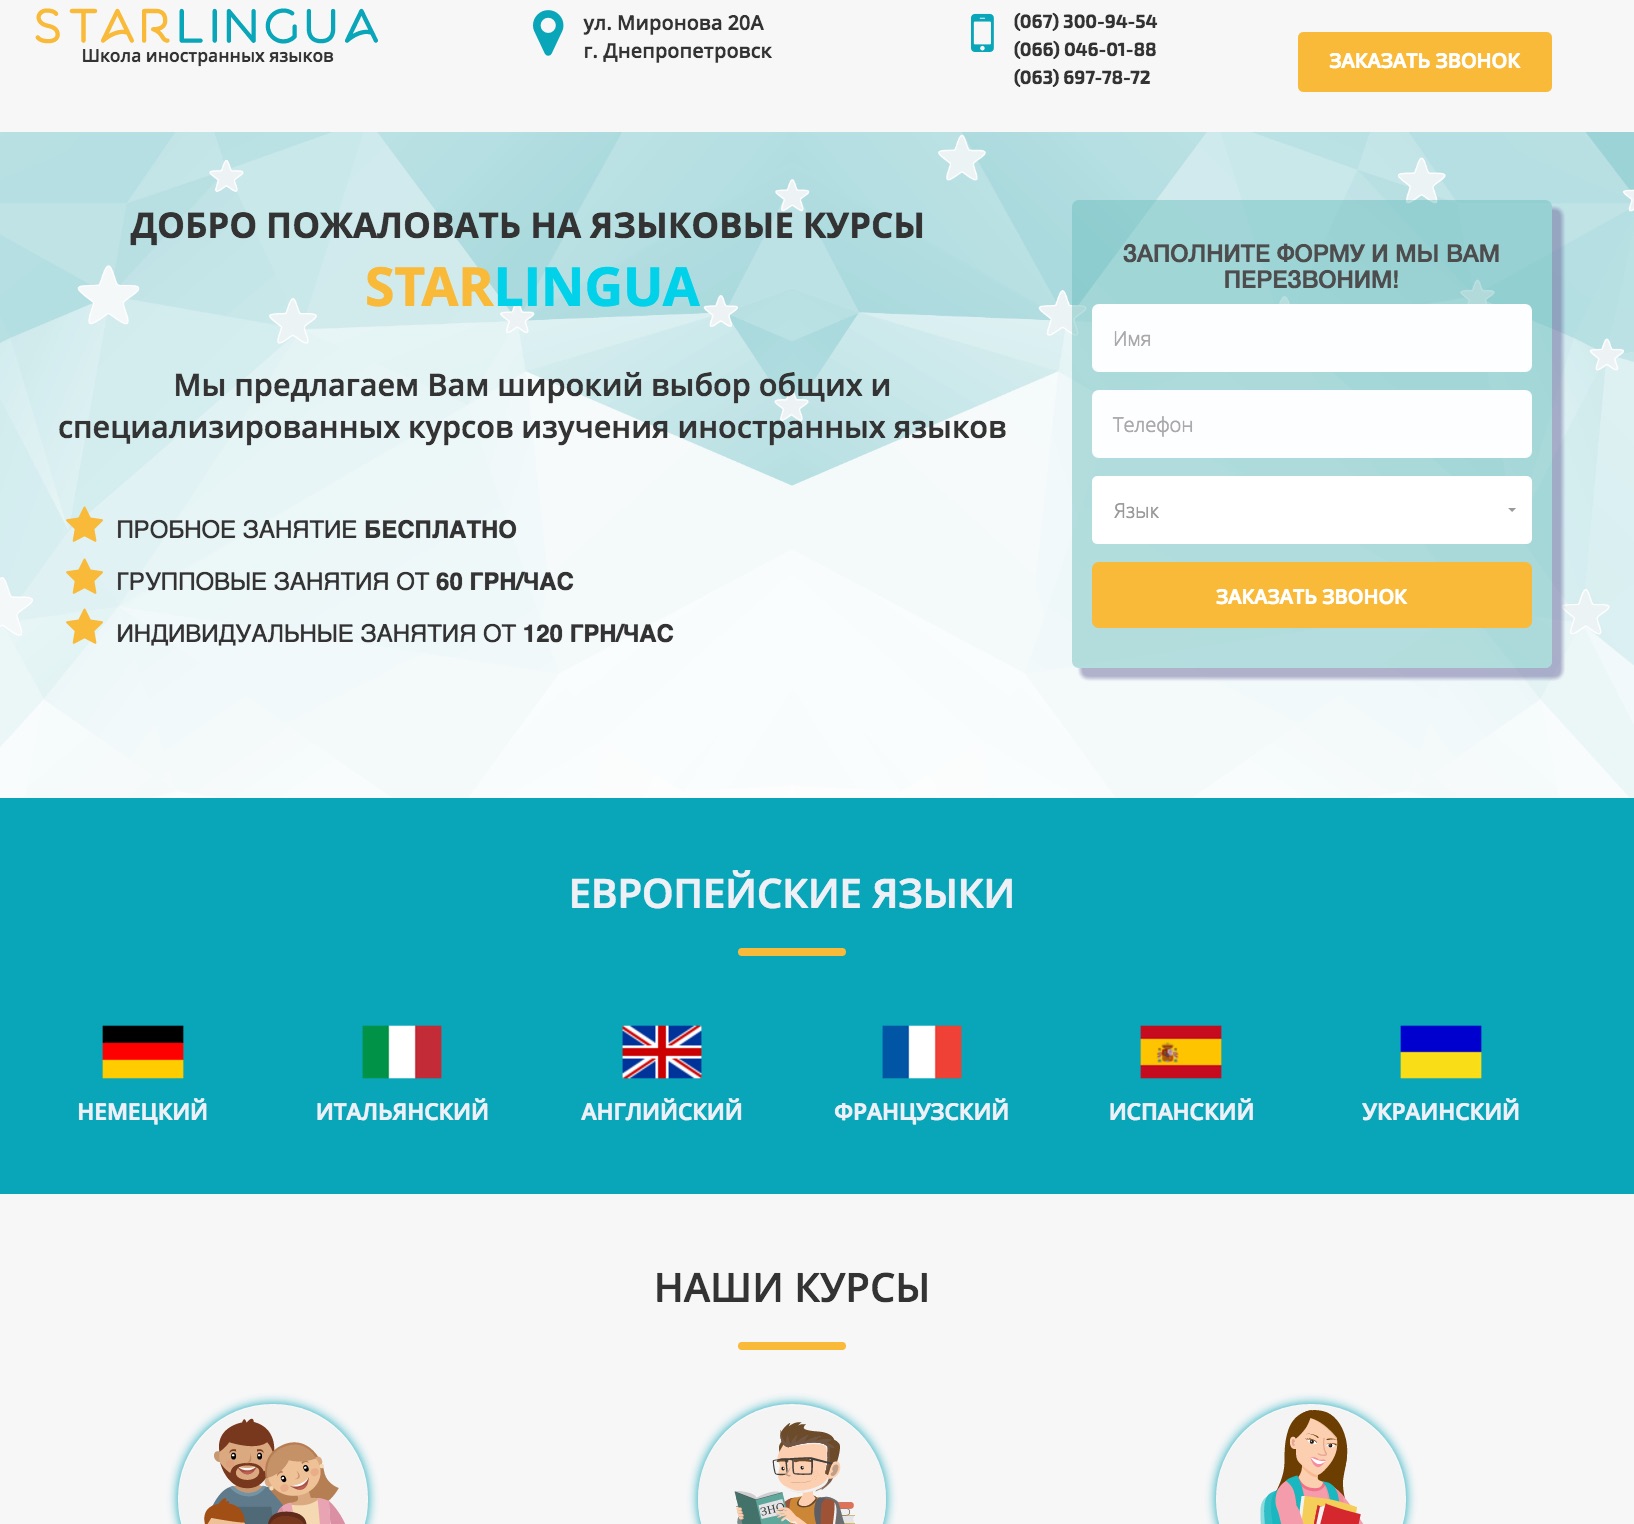 STARLINGUA
Школа иностранных языков
ул. Миронова 20А
г. Днепропетровск
(067) 300-94-54
(066) 046-01-88
(063) 697-78-72
ЗАКАЗАТЬ ЗВОНОК
ДОБРО ПОЖАЛОВАТЬ НА ЯЗЫКОВЫЕ КУРСЫ
STARLINGUA
Мы предлагаем Вам широкий выбор общих и
специализированных курсов изучения иностранных языков
ПРОБНОЕ ЗАНЯТИЕ БЕСПЛАТНО
ГРУППОВЫЕ ЗАНЯТИЯ ОТ 60 ГРН/ЧАС
ИНДИВИДУАЛЬНЫЕ ЗАНЯТИЯ ОТ 120 ГРН/ЧАС
ЗАПОЛНИТЕ ФОРМУ И МЫ ВАМ
ПЕРЕЗВОНИМ!
Имя
Телефон
Язык
ЗАКАЗАТЬ ЗВОНОК
ЕВРОПЕЙСКИЕ ЯЗЫКИ
НЕМЕЦКИЙ
ИТАЛЬЯНСКИЙ
АНГЛИЙСКИЙ
ФРАНЦУЗСКИЙ
ИСПАНСКИЙ
УКРАИНСКИЙ
НАШИ КУРСЫ
ЗНО